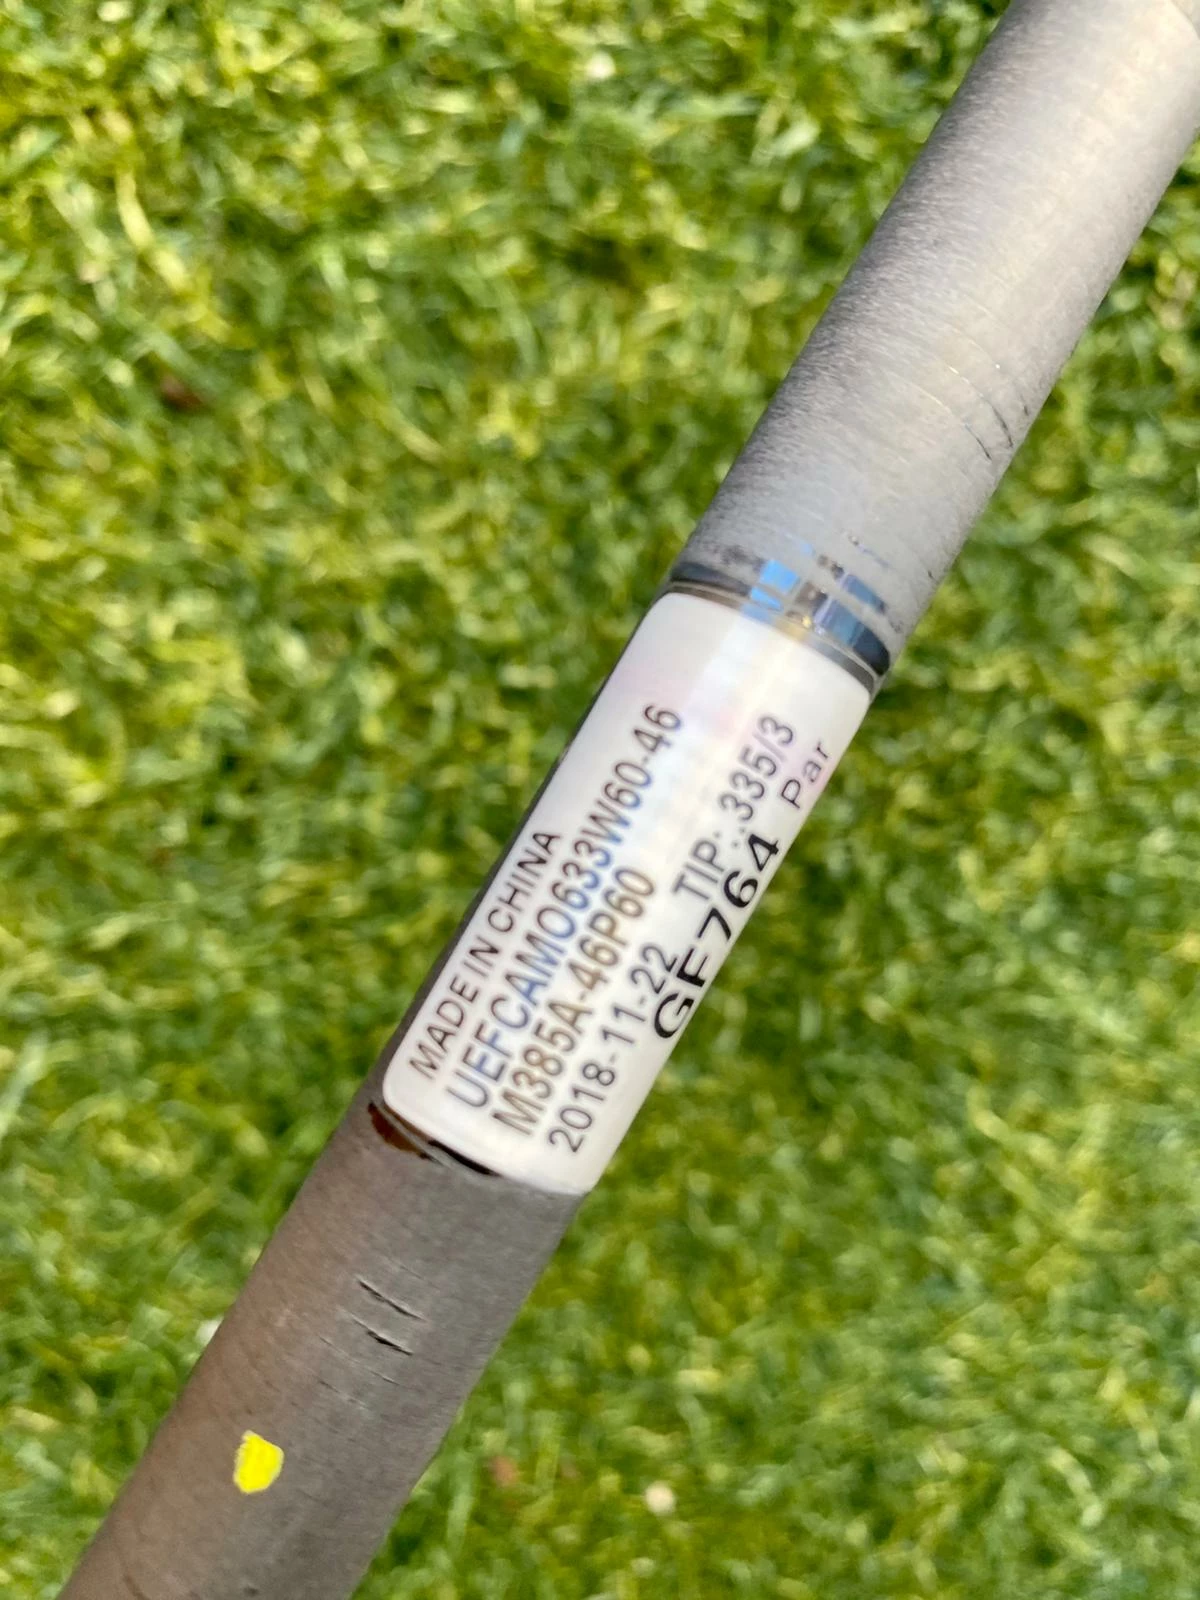 MADE IN CHINA
UEFCAMO633W60-46
M385A-46P60
2018-11-22 TIP:.335/3
GF764 Par